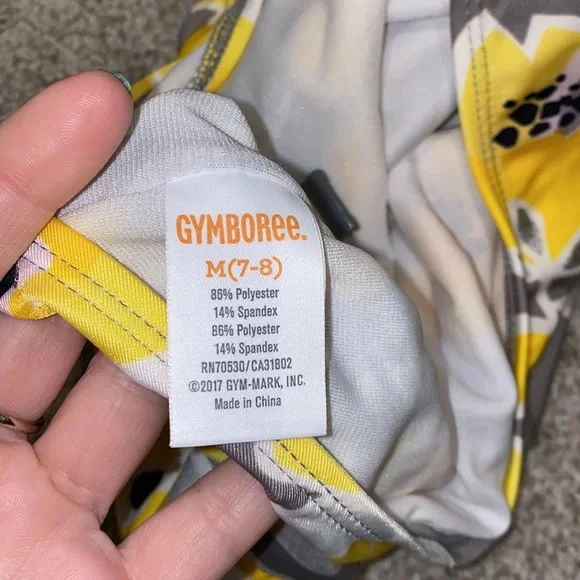 GYMBOREE.
M(7-8)
86% Polyester
14% Spandex
86% Polyester
14% Spandex
RN70530/CA31802
©2017 GYM-MARK, INC.
Made in China